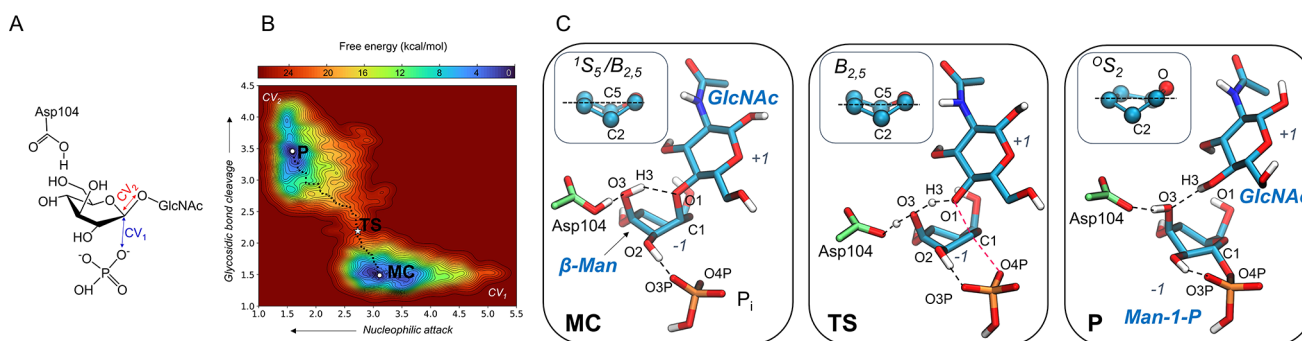 A
Asp104
O
O
H
HO
OH
HO
HO
O
CV2
O
GlcNAc
CV1
-O
O-
P
OH
O
B
Free energy (kcal/mol)
24 20 16 12 8 4 0
Glycosidic bond cleavage
4.5
4.0
3.5
3.0
2.5
2.0
1.5
1.0
CV2
P
TS
MC
CV1
1.0 1.5 2.0 2.5 3.0 3.5 4.0 4.5 5.0 5.5
Nucleophilic attack
C
1S5/B2,5
C5
C2
GlcNAc
+1
O3
H3
O1
Asp104
C1
-1
O2
β-Man
O4P
O3P
Pi
MC
B2,5
C5
C2
+1
H3
O3
O1
Asp104
C1
O2
-1
O4P
O3P
TS
OS2
O
C2
+1
H3
GlcNAc
O3
O1
Asp104
C1
O3P
O4P
-1
Man-1-P
P